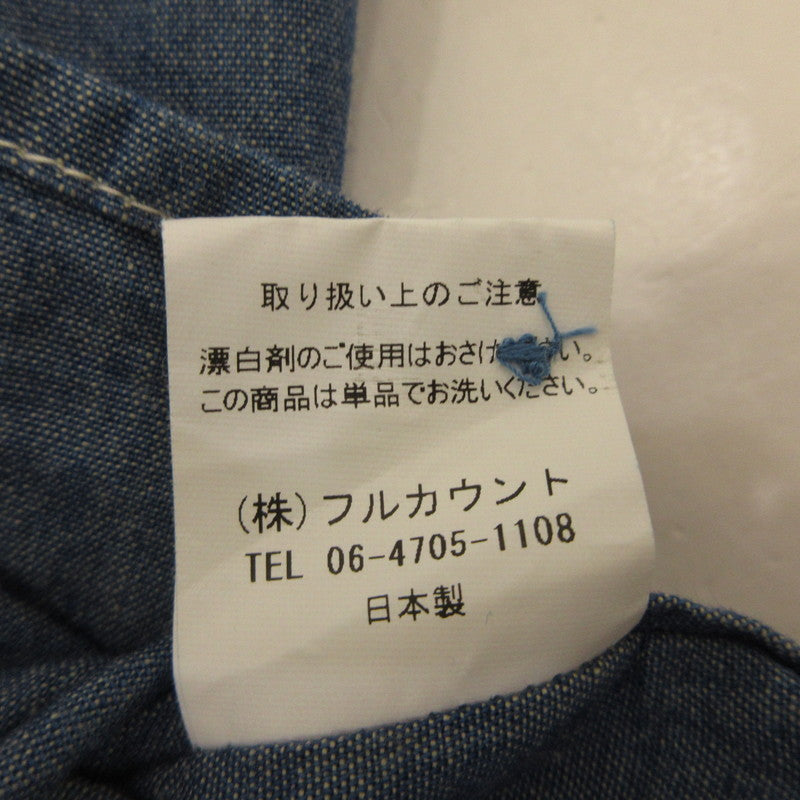 取り扱い上のご注意
漂白剤のご使用はおさけ い。
この商品は単品でお洗いください。
(株)フルカウント
TEL 06-4705-1108
日本製